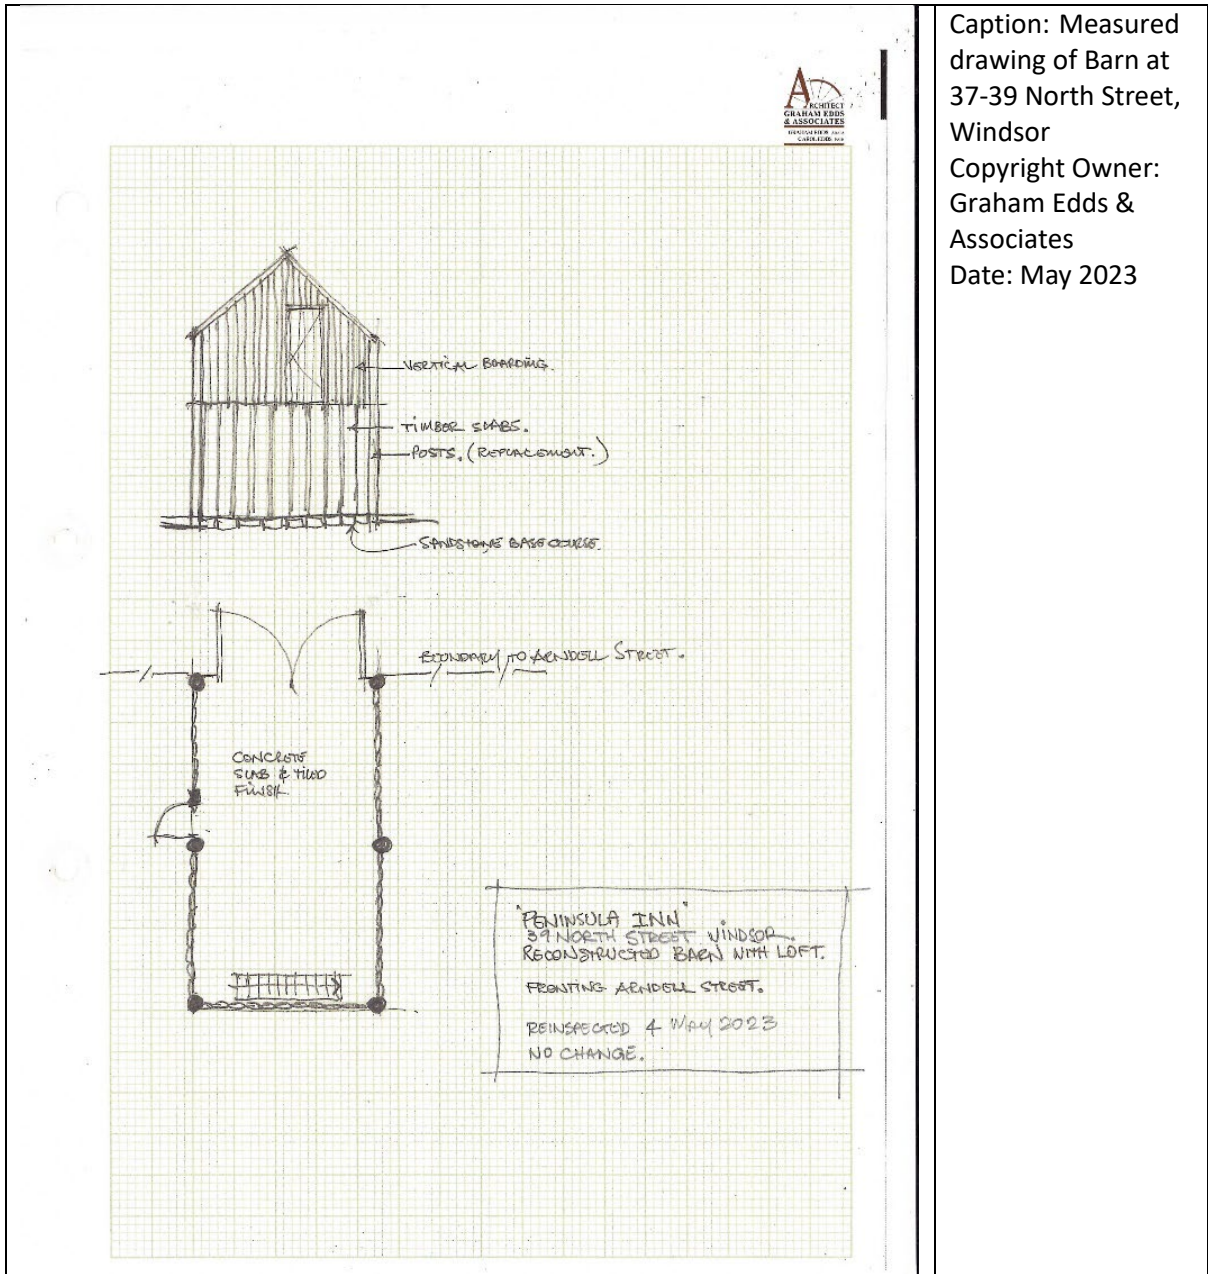 ARCHITECT
GRAHAM EDDS
& ASSOCIATES
VERTICAL BOARDING.
TIMBER SLABS.
POSTS. (REPLACEMENT.)
SANDSTONE BASE COURSE.
BOUNDARY TO ARNDELL STREET.
CONCRETE
SLAB & TILED
FINISH
"PENINSULA INN"
39 NORTH STREET WINDSOR.
RECONSTRUCTED BARN WITH LOFT.
FRONTING ARNDELL STREET.
REINSPECTED 4 MAY 2023
NO CHANGE.
Caption: Measured
drawing of Barn at
37-39 North Street,
Windsor
Copyright Owner:
Graham Edds &
Associates
Date: May 2023